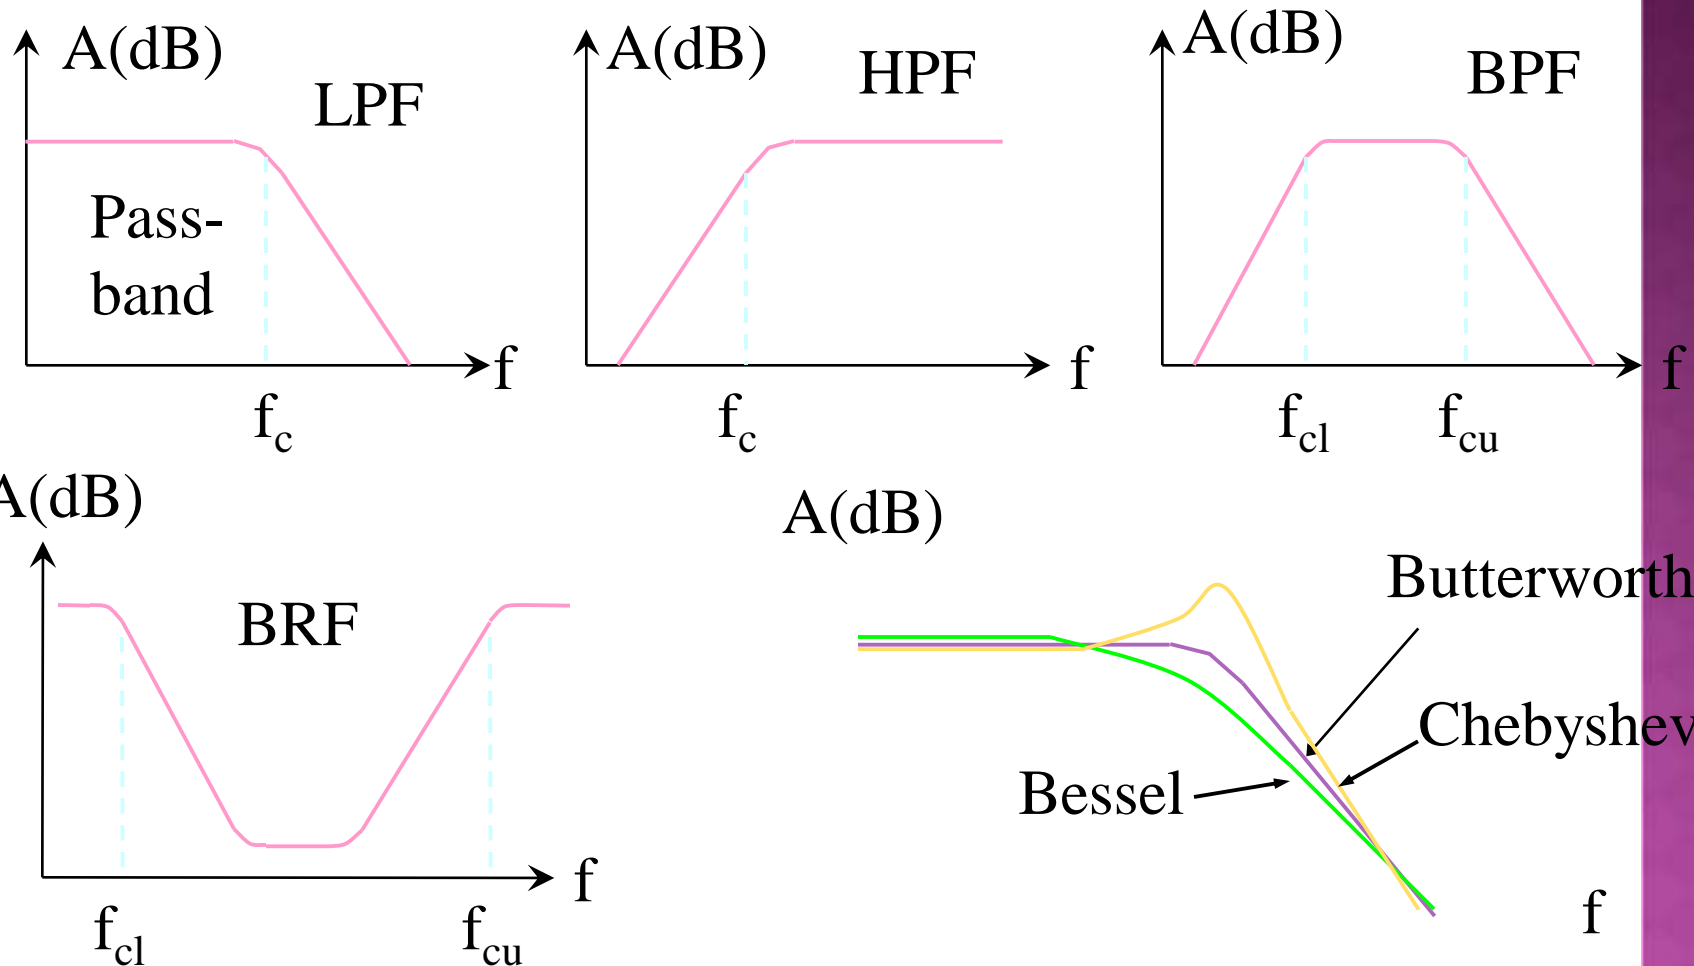 A(dB)
LPF
Pass-
band
f
fc
A(dB)
HPF
f
fc
A(dB)
BPF
f
fcl
fcu
A(dB)
BRF
f
fcl
fcu
A(dB)
Butterworth
Chebyshev
Bessel
f